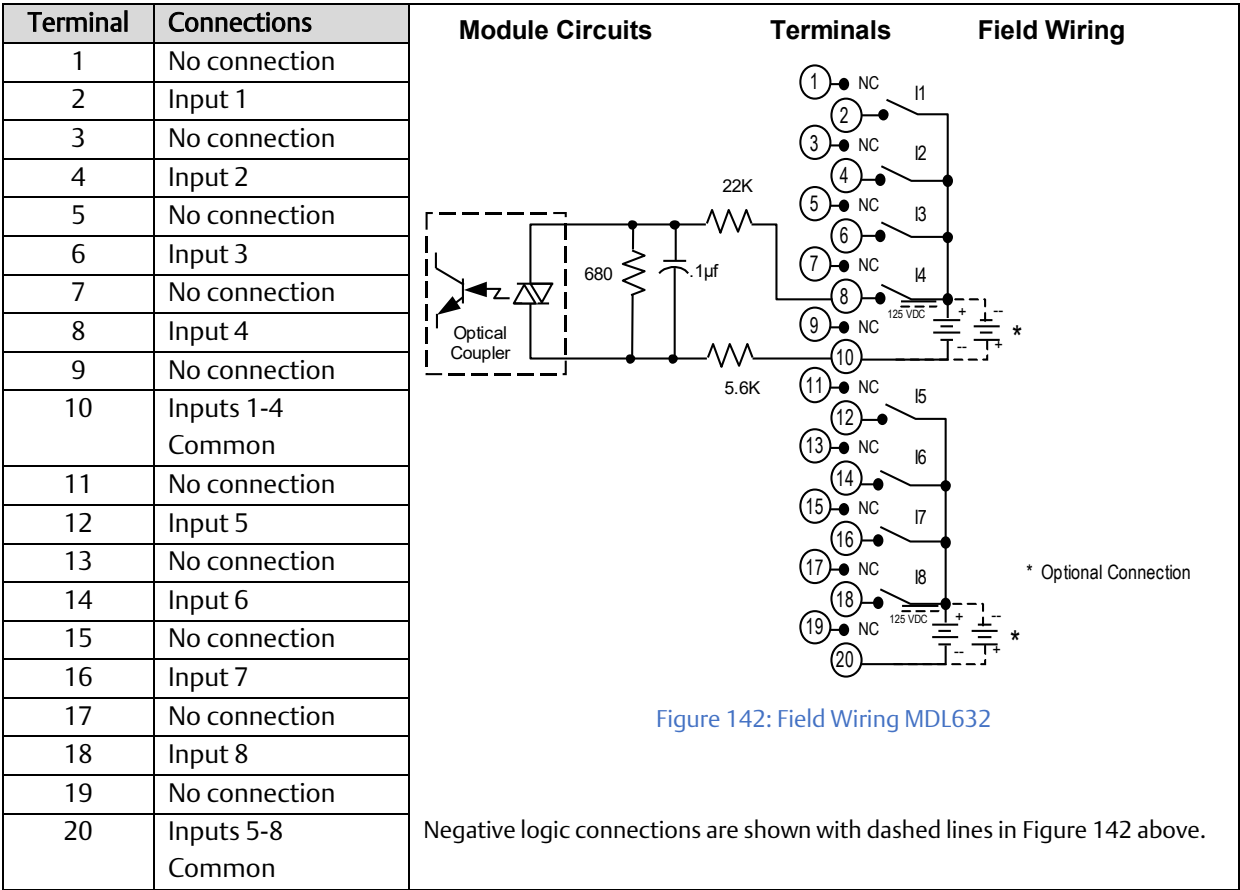 Terminal Connections
1 No connection
2 Input 1
3 No connection
4 Input 2
5 No connection
6 Input 3
7 No connection
8 Input 4
9 No connection
10 Inputs 1-4
Common
11 No connection
12 Input 5
13 No connection
14 Input 6
15 No connection
16 Input 7
17 No connection
18 Input 8
19 No connection
20 Inputs 5-8
Common
Module Circuits Terminals Field Wiring
1 NC
I1
2
3 NC
I2
4
22K
5 NC
I3
6
7 NC
I4
680
.1µf
8
125 VDC + --
9 NC
*
Optical
Coupler
-- +
10
5.6K
11 NC
I5
12
13 NC
I6
14
15 NC
I7
16
17 NC
I8
* Optional Connection
18
125 VDC + --
19 NC
*
-- +
20
Figure 142: Field Wiring MDL632
Negative logic connections are shown with dashed lines in Figure 142 above.